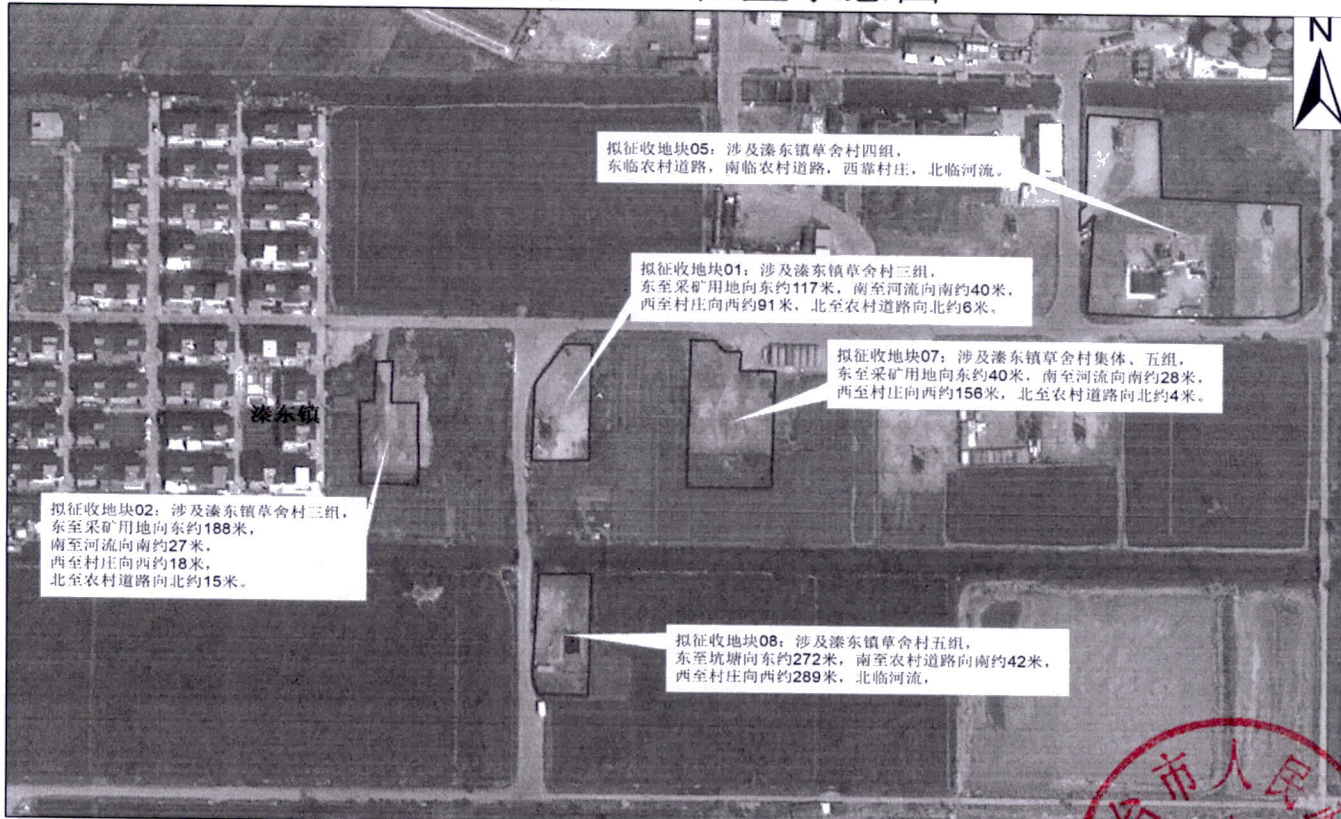 N
拟征收地块05：涉及溱东镇草舍村四组，
东临农村道路，南临农村道路，西靠村庄，北临河流。
拟征收地块01：涉及溱东镇草舍村三组，
东至采矿用地向东约117米，南至河流向南约40米，
西至村庄向西约91米，北至农村道路向北约6米。
拟征收地块07：涉及溱东镇草舍村集体、五组，
东至采矿用地向东约40米，南至河流向南约28米，
西至村庄向西约156米，北至农村道路向北约4米。
溱东镇
拟征收地块02：涉及溱东镇草舍村三组，
东至采矿用地向东约188米，
南至河流向南约27米，
西至村庄向西约18米，
北至农村道路向北约15米。
拟征收地块08：涉及溱东镇草舍村五组，
东至坑塘向东约272米，南至农村道路向南约42米，
西至村庄向西约289米，北临河流，
市人民